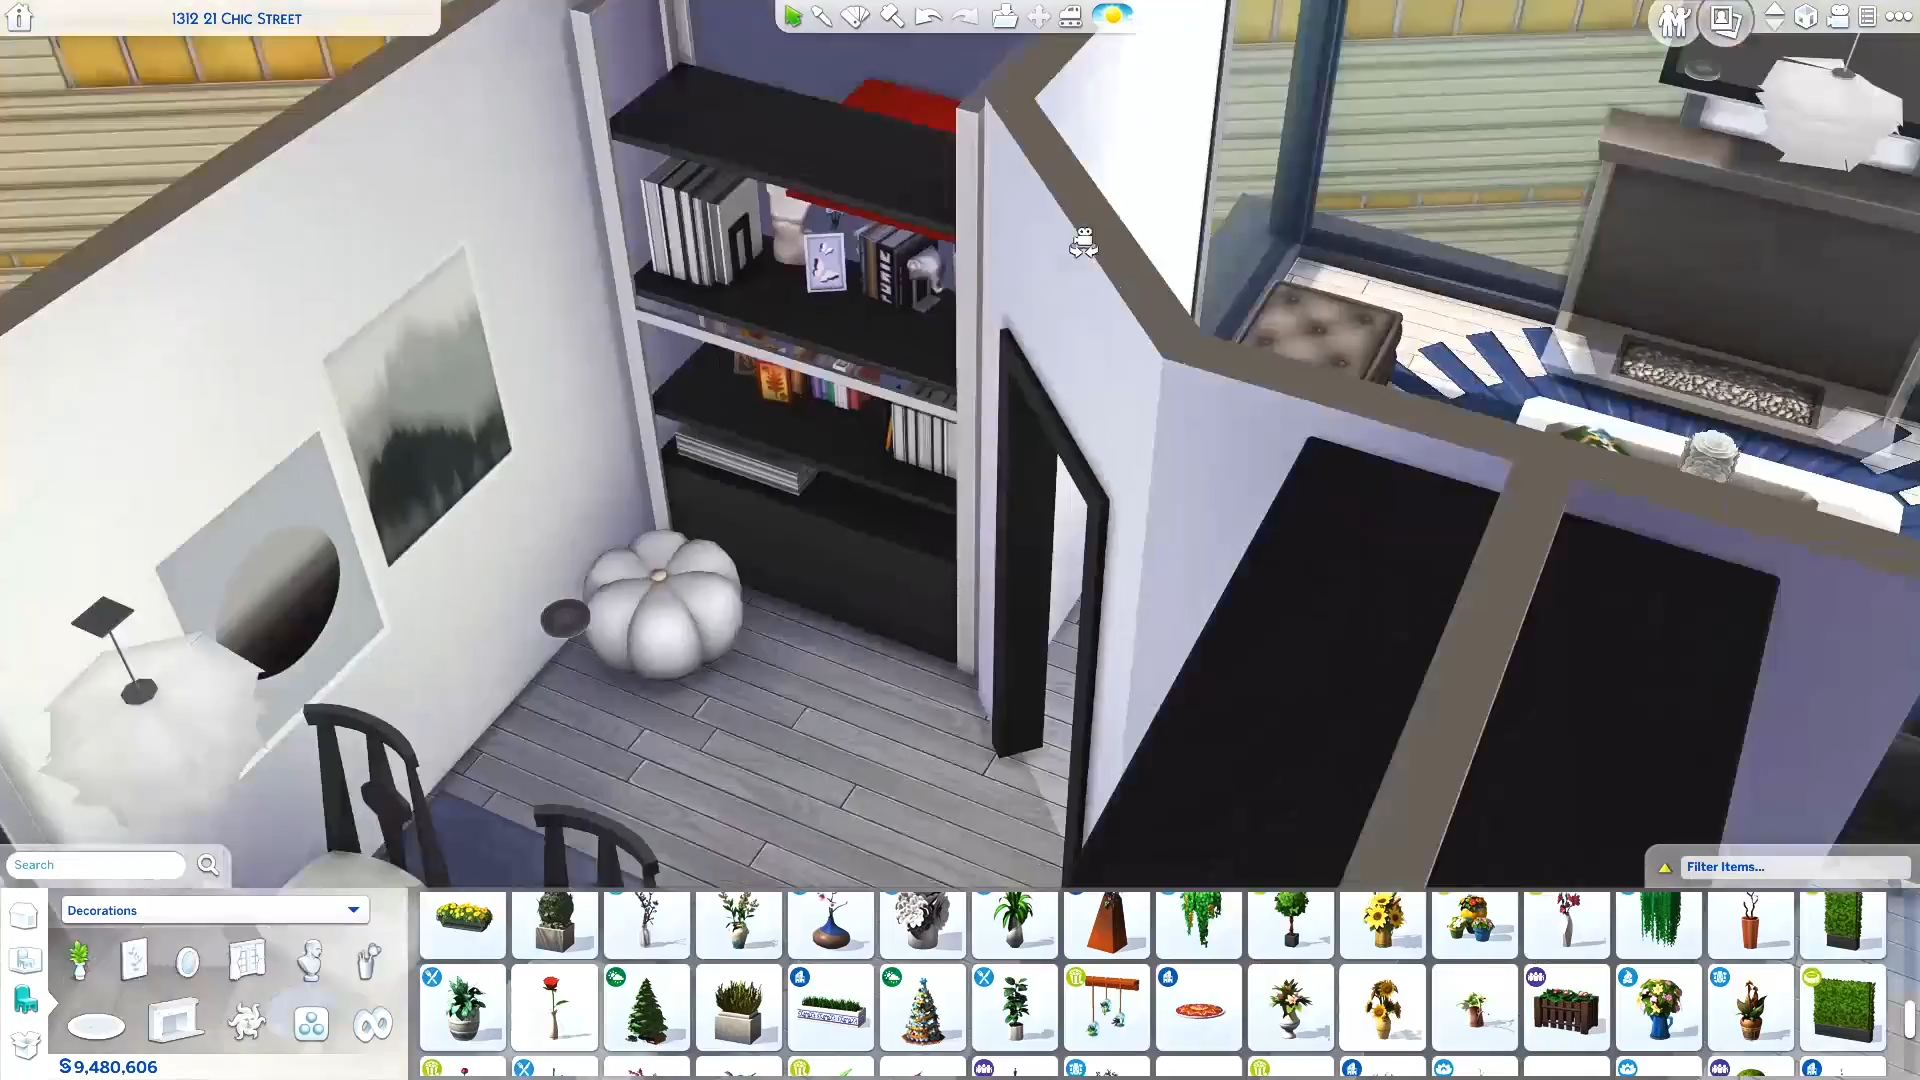 1312 21 CHIC STREET
Search
Filter Items...
Decorations
§9,480,606